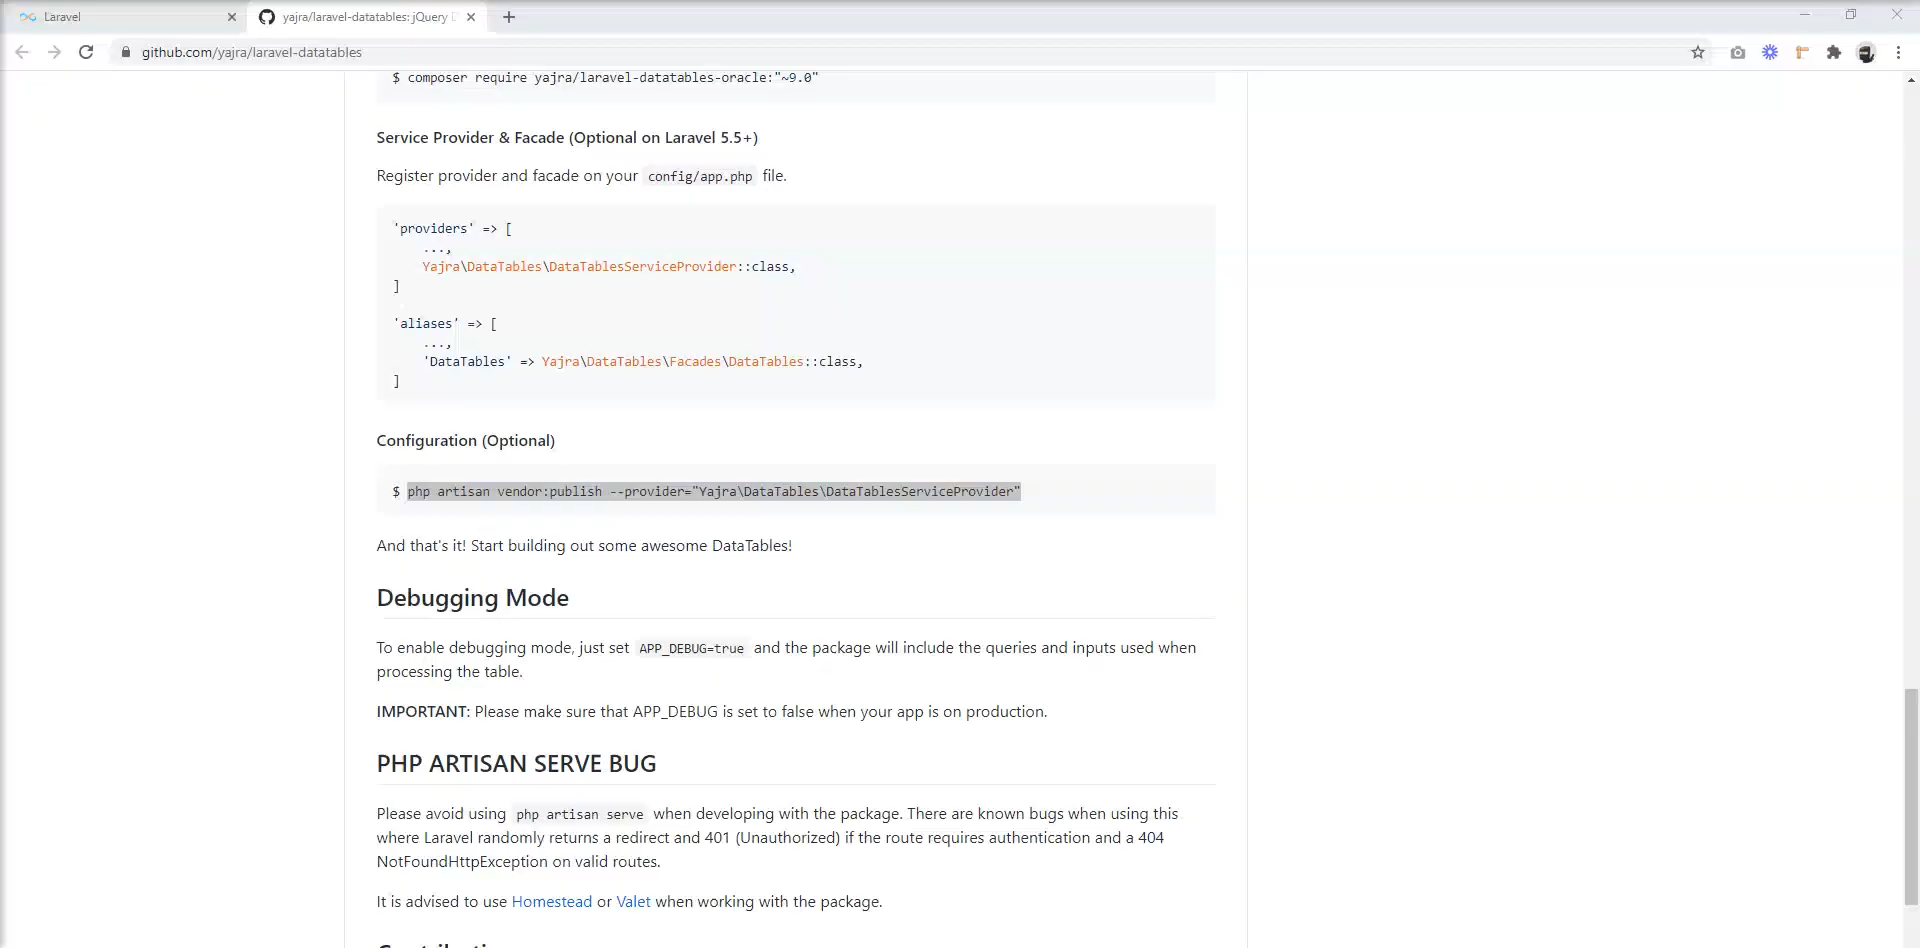 Laravel
yajra/laravel-datatables: jQuery
github.com/yajra/laravel-datatables
$ composer require yajra/laravel-datatables-oracle:"~9.0"
Service Provider & Facade (Optional on Laravel 5.5+)
Register provider and facade on your config/app.php file.
'providers' => [
...,
Yajra\DataTables\DataTablesServiceProvider::class,
]
'aliases' => [
...,
'DataTables' => Yajra\DataTables\Facades\DataTables::class,
]
Configuration (Optional)
$ php artisan vendor:publish --provider="Yajra\DataTables\DataTablesServiceProvider"
And that's it! Start building out some awesome DataTables!
Debugging Mode
To enable debugging mode, just set APP_DEBUG=true and the package will include the queries and inputs used when
processing the table.
IMPORTANT: Please make sure that APP_DEBUG is set to false when your app is on production.
PHP ARTISAN SERVE BUG
Please avoid using php artisan serve when developing with the package. There are known bugs when using this
where Laravel randomly returns a redirect and 401 (Unauthorized) if the route requires authentication and a 404
NotFoundHttpException on valid routes.
It is advised to use Homestead or Valet when working with the package.